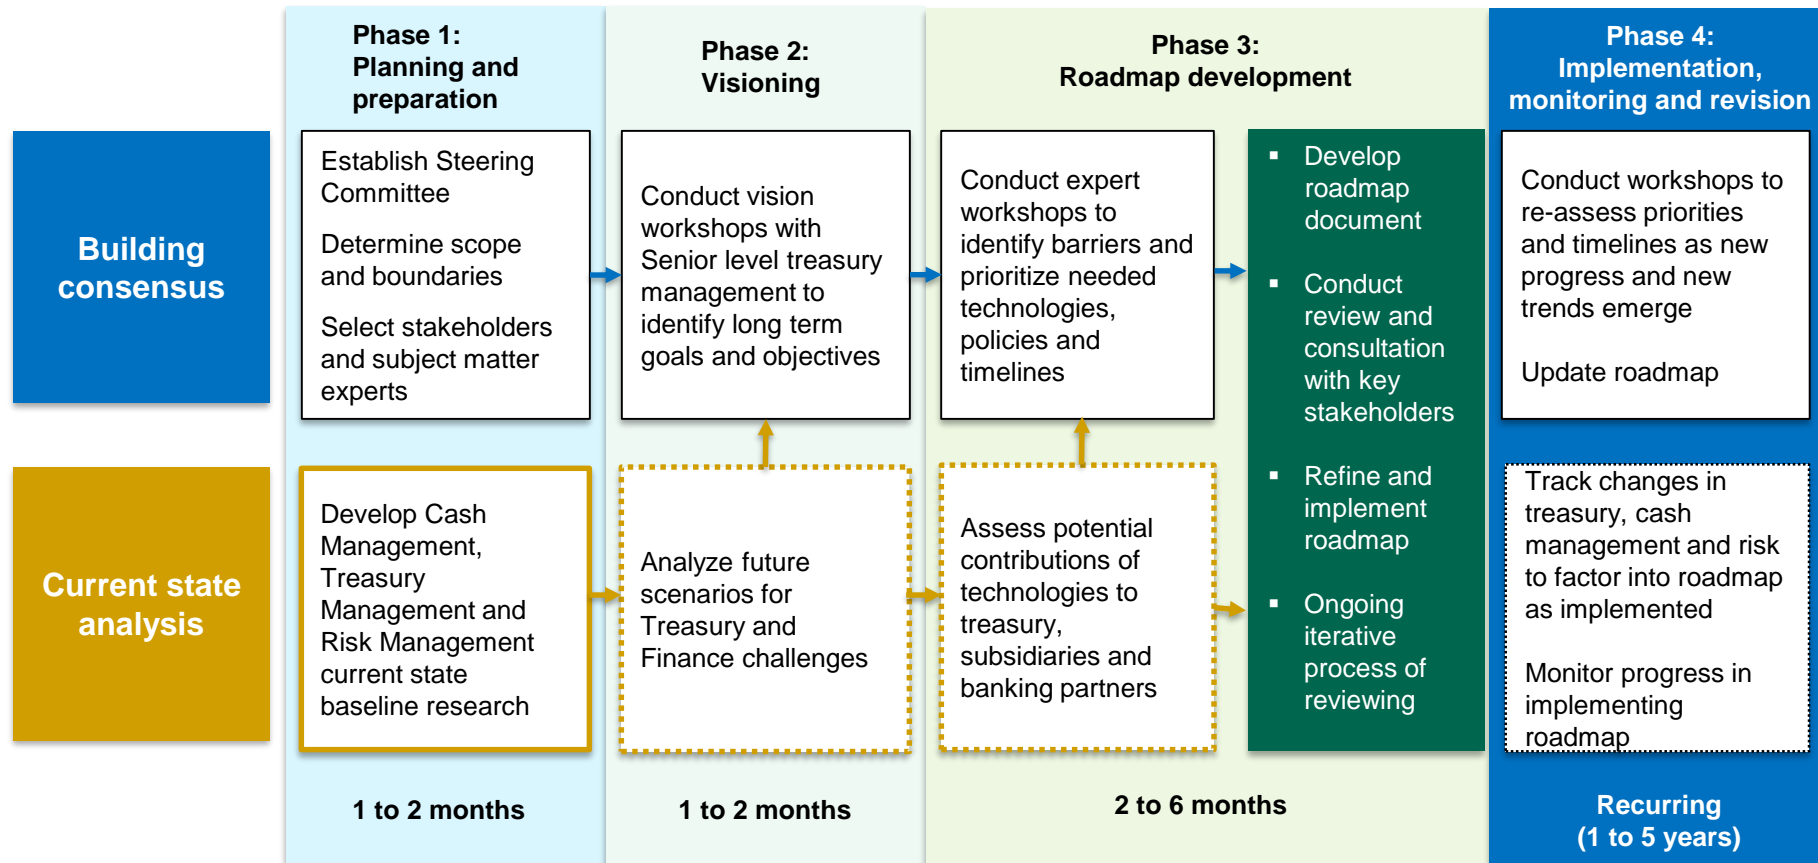 Phase 1:
Planning and
preparation
Phase 2:
Visioning
Phase 3:
Roadmap development
Phase 4:
Implementation,
monitoring and revision
Building
consensus
Establish Steering
Committee
Determine scope
and boundaries
Select stakeholders
and subject matter
experts
Conduct vision
workshops with
Senior level treasury
management to
identify long term
goals and objectives
Conduct expert
workshops to
identify barriers and
prioritize needed
technologies,
policies and
timelines
▪ Develop
roadmap
document
▪ Conduct
review and
consultation
with key
stakeholders
▪ Refine and
implement
roadmap
▪ Ongoing
iterative
process of
reviewing
Conduct workshops to
re-assess priorities
and timelines as new
progress and new
trends emerge
Update roadmap
Current state
analysis
Develop Cash
Management,
Treasury
Management and
Risk Management
current state
baseline research
Analyze future
scenarios for
Treasury and
Finance challenges
Assess potential
contributions of
technologies to
treasury,
subsidiaries and
banking partners
Track changes in
treasury, cash
management and risk
to factor into roadmap
as implemented
Monitor progress in
implementing
roadmap
1 to 2 months
1 to 2 months
2 to 6 months
Recurring
(1 to 5 years)